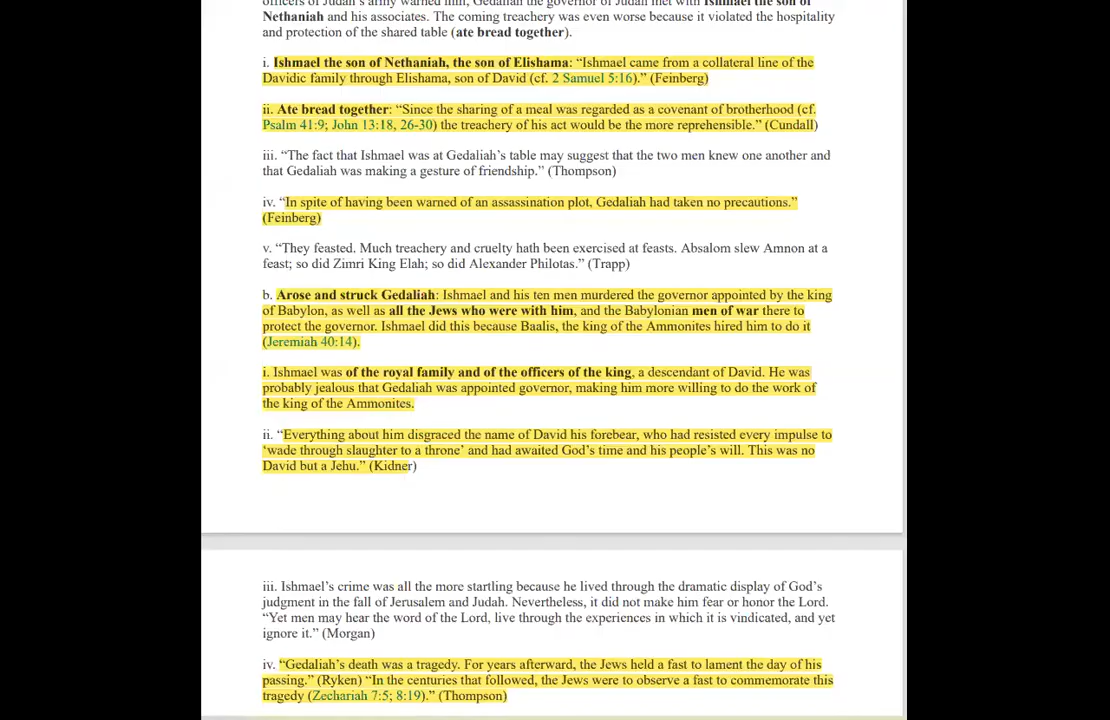 officers of Judah's army warned him, Gedaliah the governor of Judah met with Ishmael the son of
Nethaniah and his associates. The coming treachery was even worse because it violated the hospitality
and protection of the shared table (ate bread together).
i. Ishmael the son of Nethaniah, the son of Elishama: “Ishmael came from a collateral line of the
Davidic family through Elishama, son of David (cf. 2 Samuel 5:16).” (Feinberg)
ii. Ate bread together: “Since the sharing of a meal was regarded as a covenant of brotherhood (cf.
Psalm 41:9; John 13:18, 26-30) the treachery of his act would be the more reprehensible.” (Cundall)
iii. “The fact that Ishmael was at Gedaliah’s table may suggest that the two men knew one another and
that Gedaliah was making a gesture of friendship.” (Thompson)
iv. “In spite of having been warned of an assassination plot, Gedaliah had taken no precautions.”
(Feinberg)
v. “They feasted. Much treachery and cruelty hath been exercised at feasts. Absalom slew Amnon at a
feast; so did Zimri King Elah; so did Alexander Philotas.” (Trapp)
b. Arose and struck Gedaliah: Ishmael and his ten men murdered the governor appointed by the king
of Babylon, as well as all the Jews who were with him, and the Babylonian men of war there to
protect the governor. Ishmael did this because Baalis, the king of the Ammonites hired him to do it
(Jeremiah 40:14).
i. Ishmael was of the royal family and of the officers of the king, a descendant of David. He was
probably jealous that Gedaliah was appointed governor, making him more willing to do the work of
the king of the Ammonites.
ii. “Everything about him disgraced the name of David his forebear, who had resisted every impulse to
‘wade through slaughter to a throne’ and had awaited God’s time and his people’s will. This was no
David but a Jehu.” (Kidner)
iii. Ishmael’s crime was all the more startling because he lived through the dramatic display of God’s
judgment in the fall of Jerusalem and Judah. Nevertheless, it did not make him fear or honor the Lord.
“Yet men may hear the word of the Lord, live through the experiences in which it is vindicated, and yet
ignore it.” (Morgan)
iv. “Gedaliah’s death was a tragedy. For years afterward, the Jews held a fast to lament the day of his
passing.” (Ryken) “In the centuries that followed, the Jews were to observe a fast to commemorate this
tragedy (Zechariah 7:5; 8:19).” (Thompson)